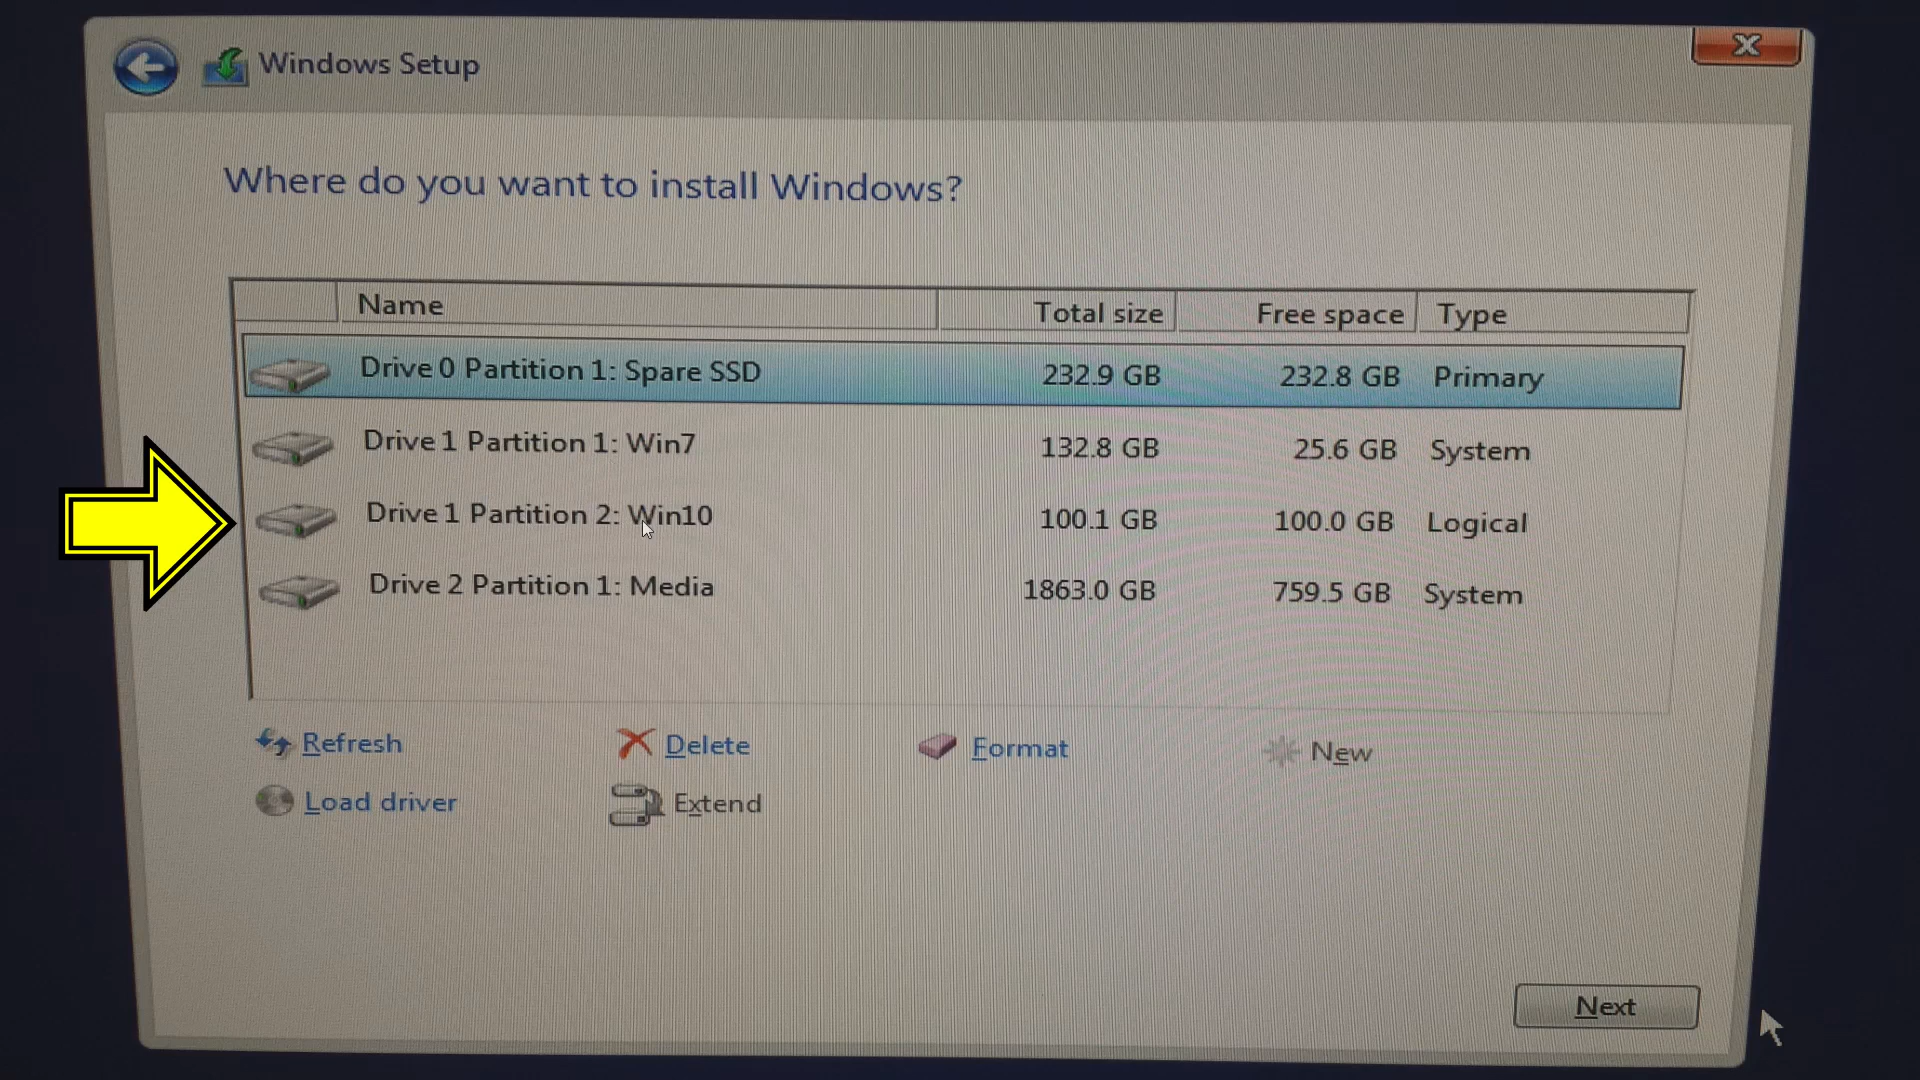 Windows Setup
Where do you want to install Windows?
Name Total size Free space Type
Drive 0 Partition 1: Spare SSD 232.9 GB 232.8 GB Primary
Drive 1 Partition 1: Win7 132.8 GB 25.6 GB System
Drive 1 Partition 2: Win10 100.1 GB 100.0 GB Logical
Drive 2 Partition 1: Media 1863.0 GB 759.5 GB System
Refresh Delete Format New
Load driver Extend
Next